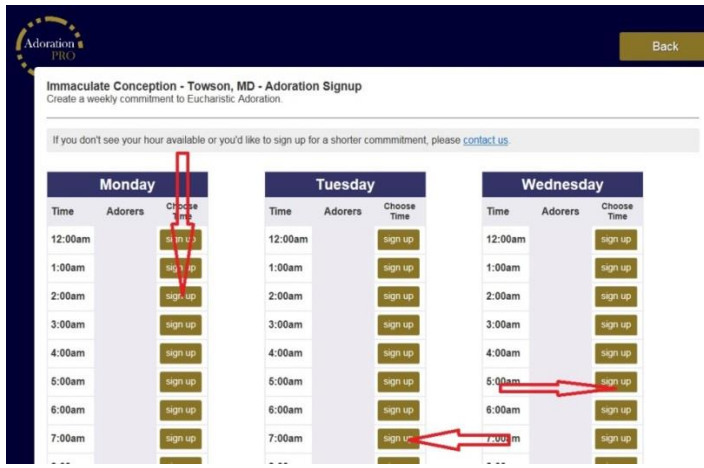 Adoration
PRO
Back
Immaculate Conception - Towson, MD - Adoration Signup
Create a weekly commitment to Eucharistic Adoration.
If you don't see your hour available or you'd like to sign up for a shorter commmitment, please contact us.
Monday
Time Adorers Choose Time
12:00am sign up
1:00am sign up
2:00am sign up
3:00am sign up
4:00am sign up
5:00am sign up
6:00am sign up
7:00am sign up
Tuesday
Time Adorers Choose Time
12:00am sign up
1:00am sign up
2:00am sign up
3:00am sign up
4:00am sign up
5:00am sign up
6:00am sign up
7:00am sign up
Wednesday
Time Adorers Choose Time
12:00am sign up
1:00am sign up
2:00am sign up
3:00am sign up
4:00am sign up
5:00am sign up
6:00am sign up
7:00am sign up